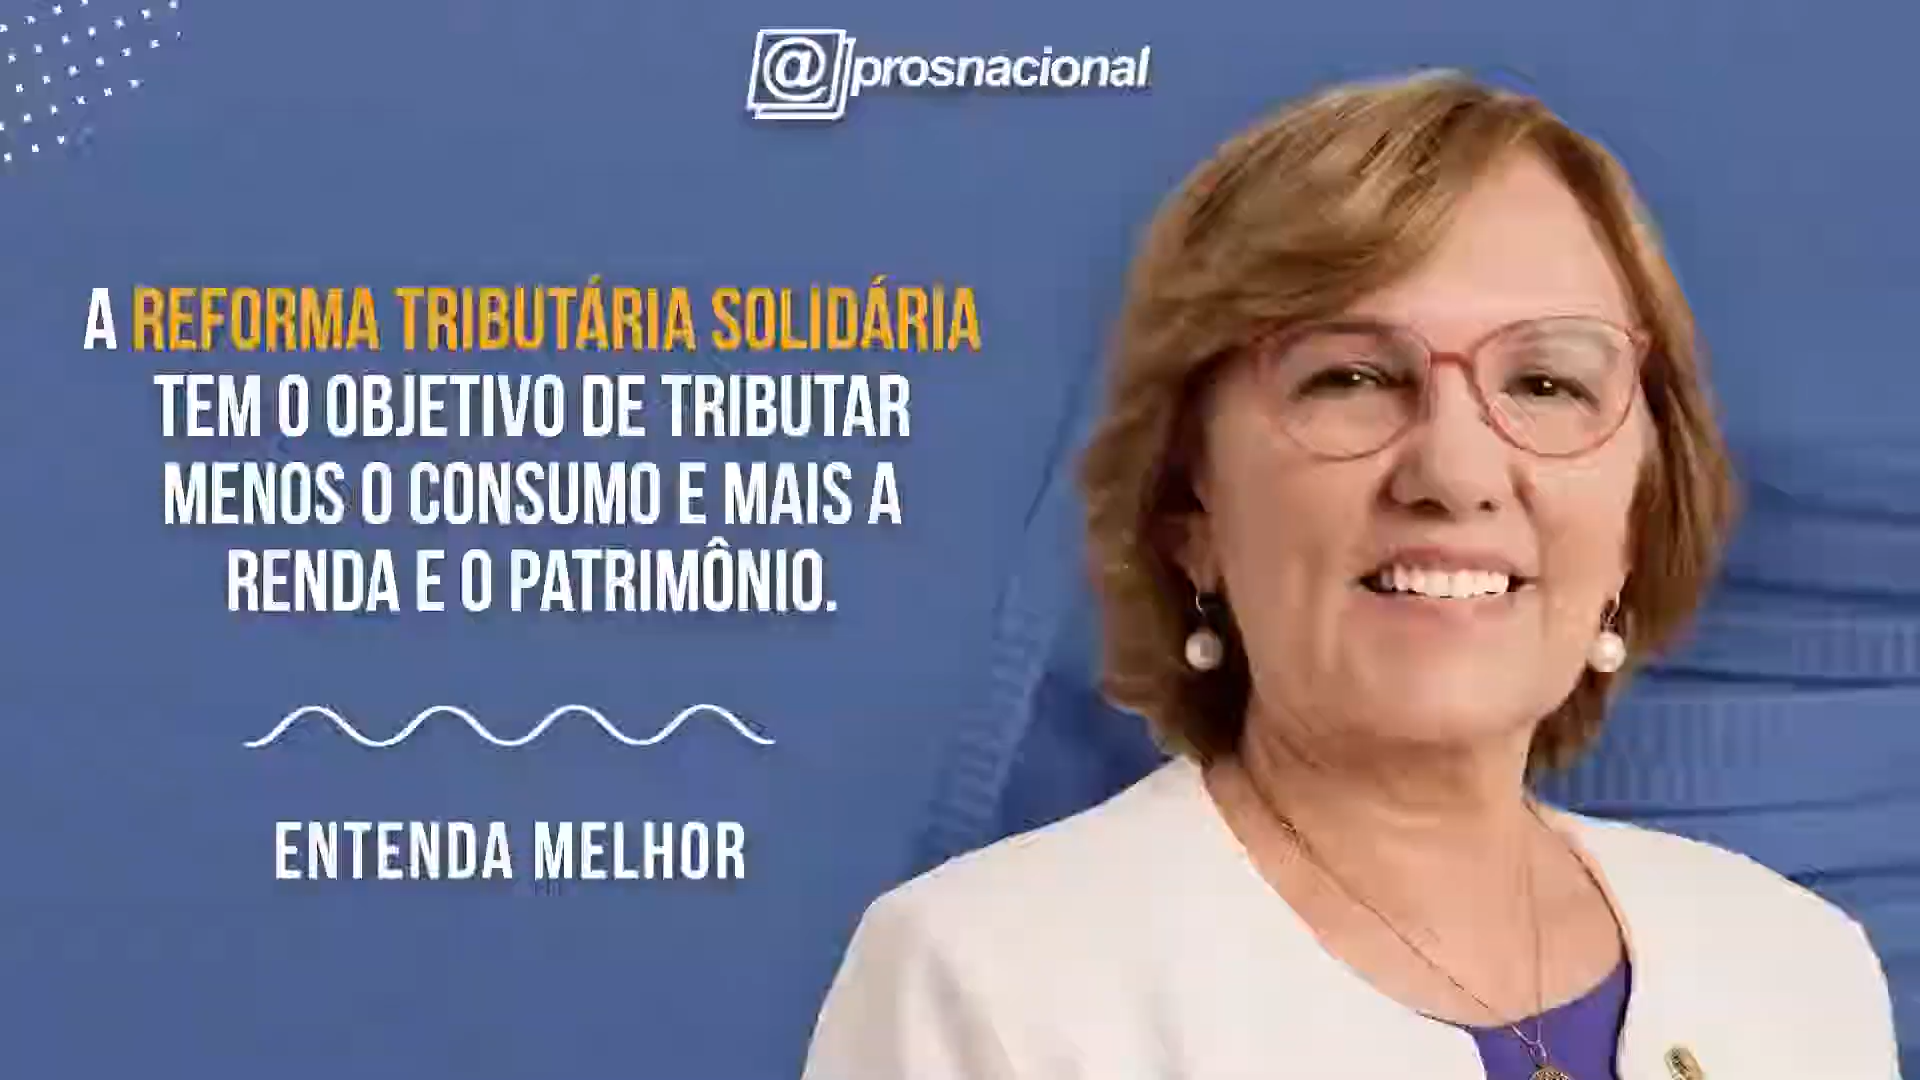 @prosnacional
A REFORMA TRIBUTÁRIA SOLIDÁRIA
TEM O OBJETIVO DE TRIBUTAR
MENOS O CONSUMO E MAIS A
RENDA E O PATRIMÔNIO.
ENTENDA MELHOR